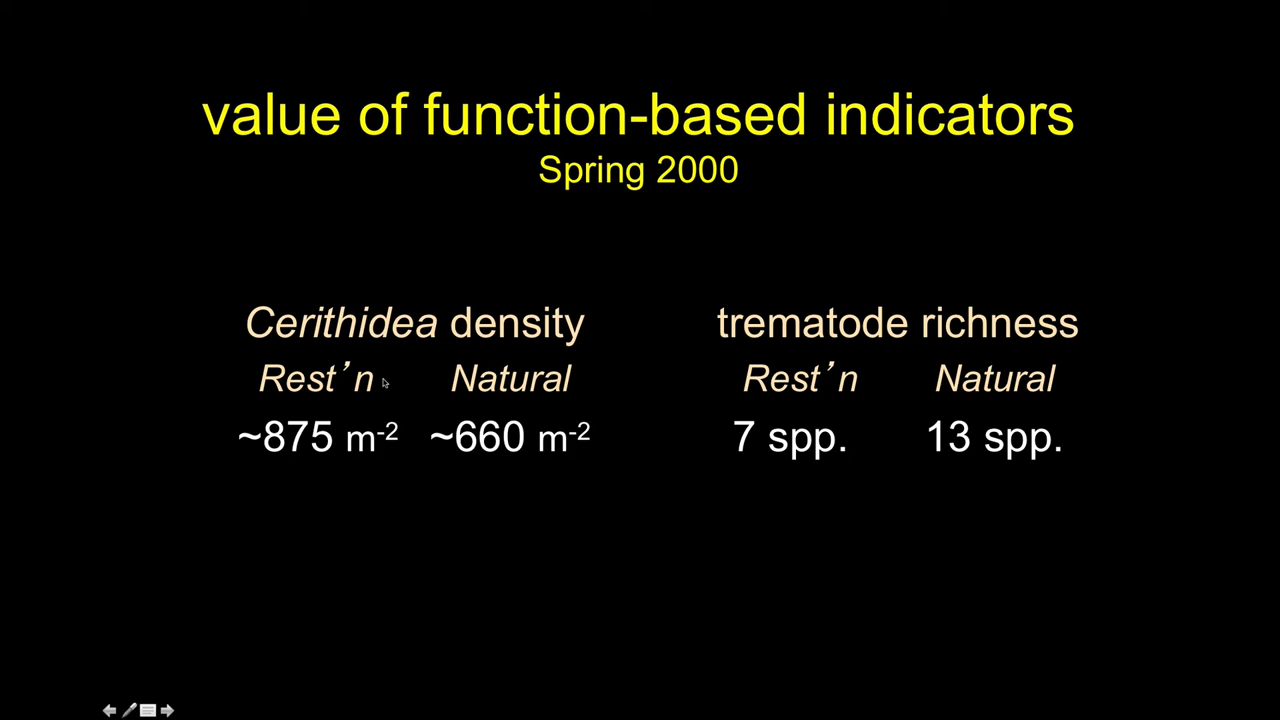 value of function-based indicators
Spring 2000
Cerithidea density
trematode richness
Rest’n Natural
Rest’n Natural
~875 m-2 ~660 m-2
7 spp. 13 spp.